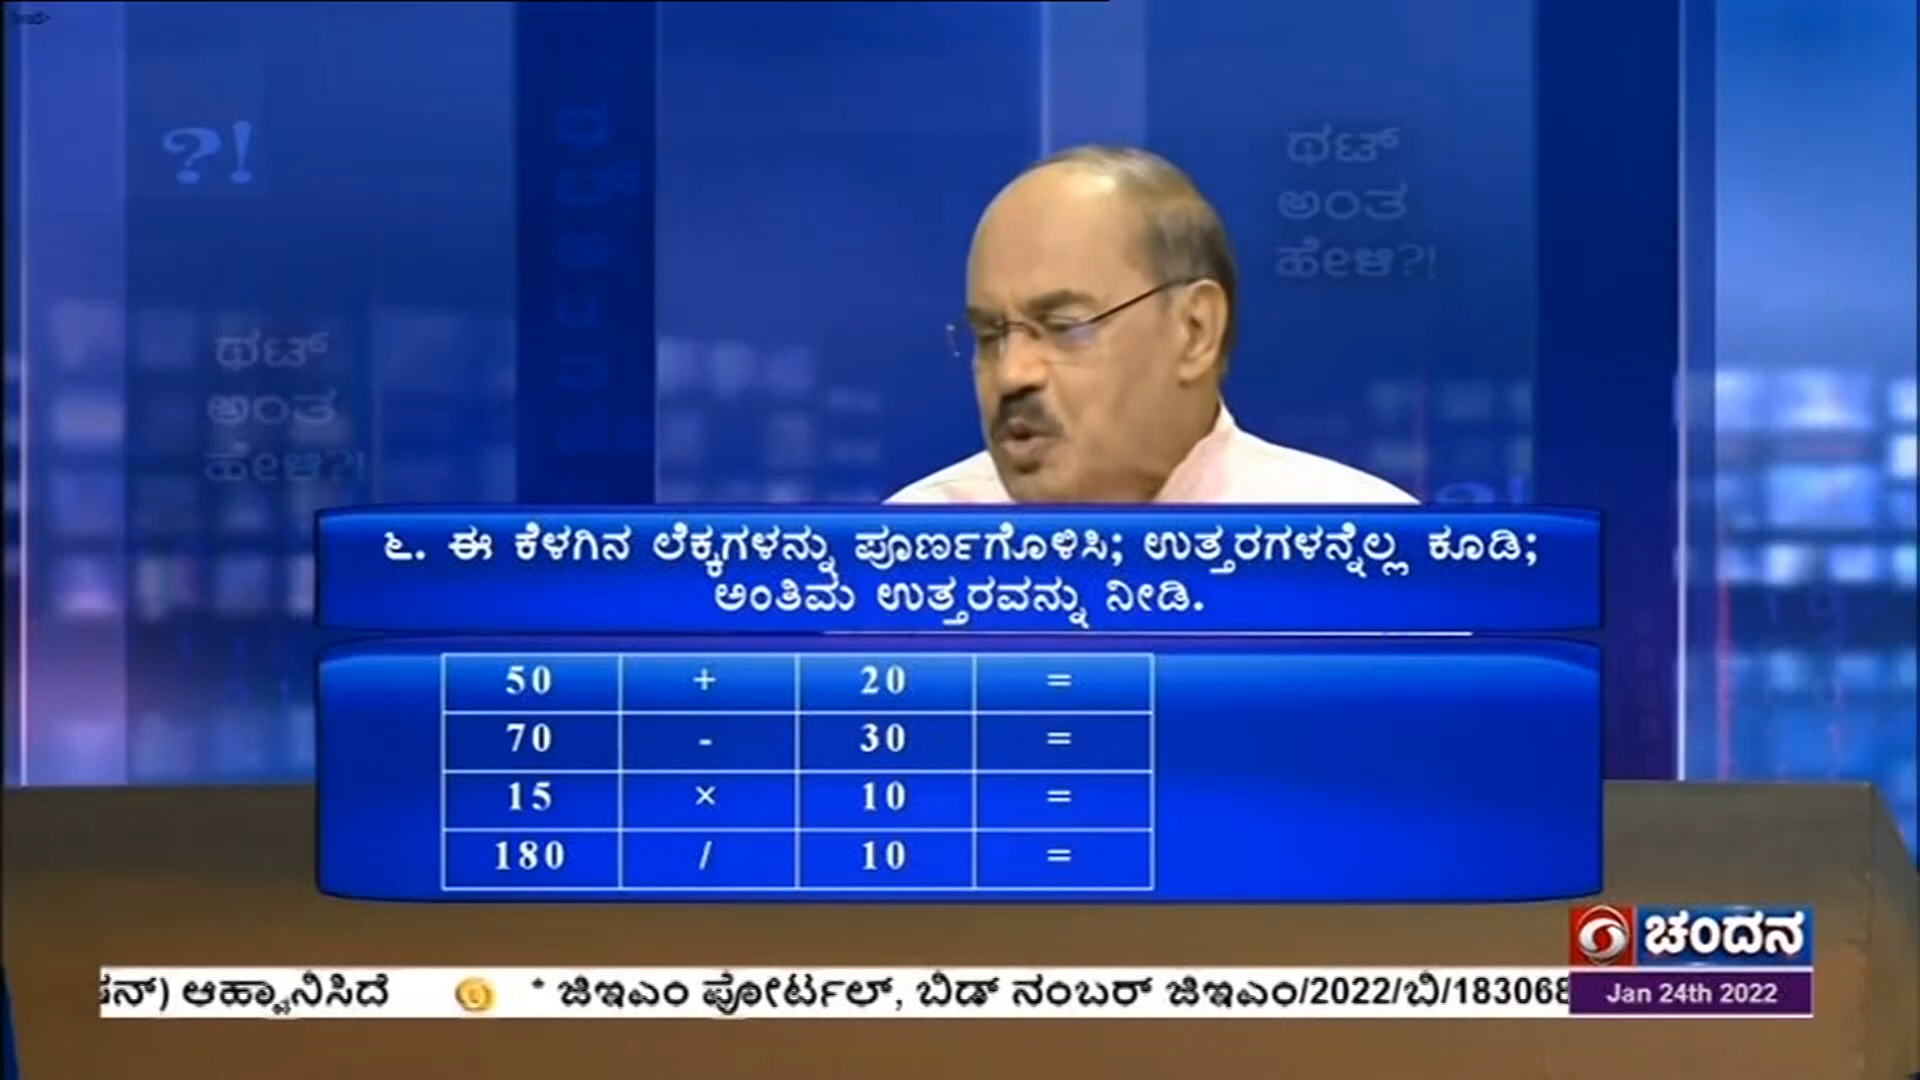 ?!
ಥಟ್
ಅಂತ
ಹೇಳಿ?!
ಥಟ್
ಅಂತ
ಹೇಳಿ?!
೬. ಈ ಕೆಳಗಿನ ಲೆಕ್ಕಗಳನ್ನು ಪೂರ್ಣಗೊಳಿಸಿ; ಉತ್ತರಗಳನ್ನೆಲ್ಲ ಕೂಡಿ;
ಅಂತಿಮ ಉತ್ತರವನ್ನು ನೀಡಿ.
50 + 20 =
70 - 30 =
15 × 10 =
180 / 10 =
ಚಂದನ
ಆಹ್ವಾನಿಸಿದೆ * ಜಿಇಎಂ ಪೋರ್ಟಲ್, ಬಿಡ್ ನಂಬರ್ ಜಿಇಎಂ/2022/ಬಿ/183068
Jan 24th 2022